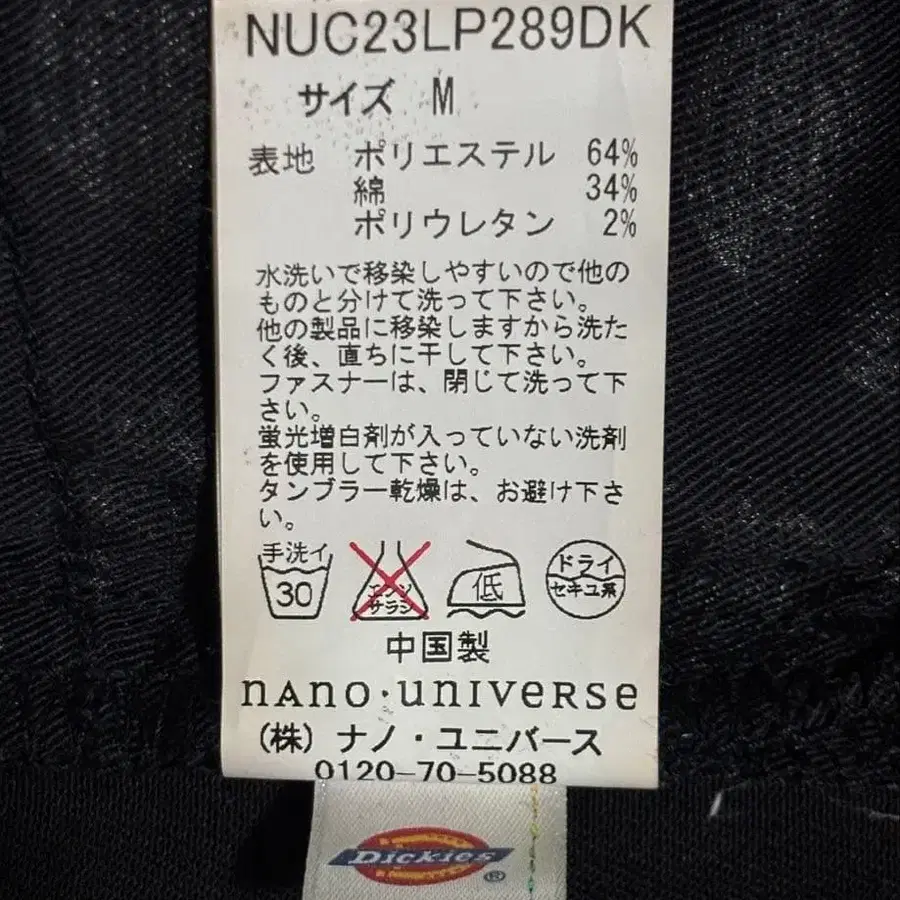 NUC23LP289DK
サイズ M
表地 ポリエステル 64%
綿 34%
ポリウレタン 2%
水洗いで移染しやすいので他の
ものと分けて洗って下さい。
他の製品に移染しますから洗た
く後、直ちに干して下さい。
ファスナーは、閉じて洗って下
さい。
蛍光増白剤が入っていない洗剤
を使用して下さい。
タンブラー乾燥は、お避け下さ
い。
手洗イ 30
エンソ
サラシ
低
ドライ
セキユ系
中国製
nano・universe
(株) ナノ・ユニバース
0120-70-5088
Dickies ®